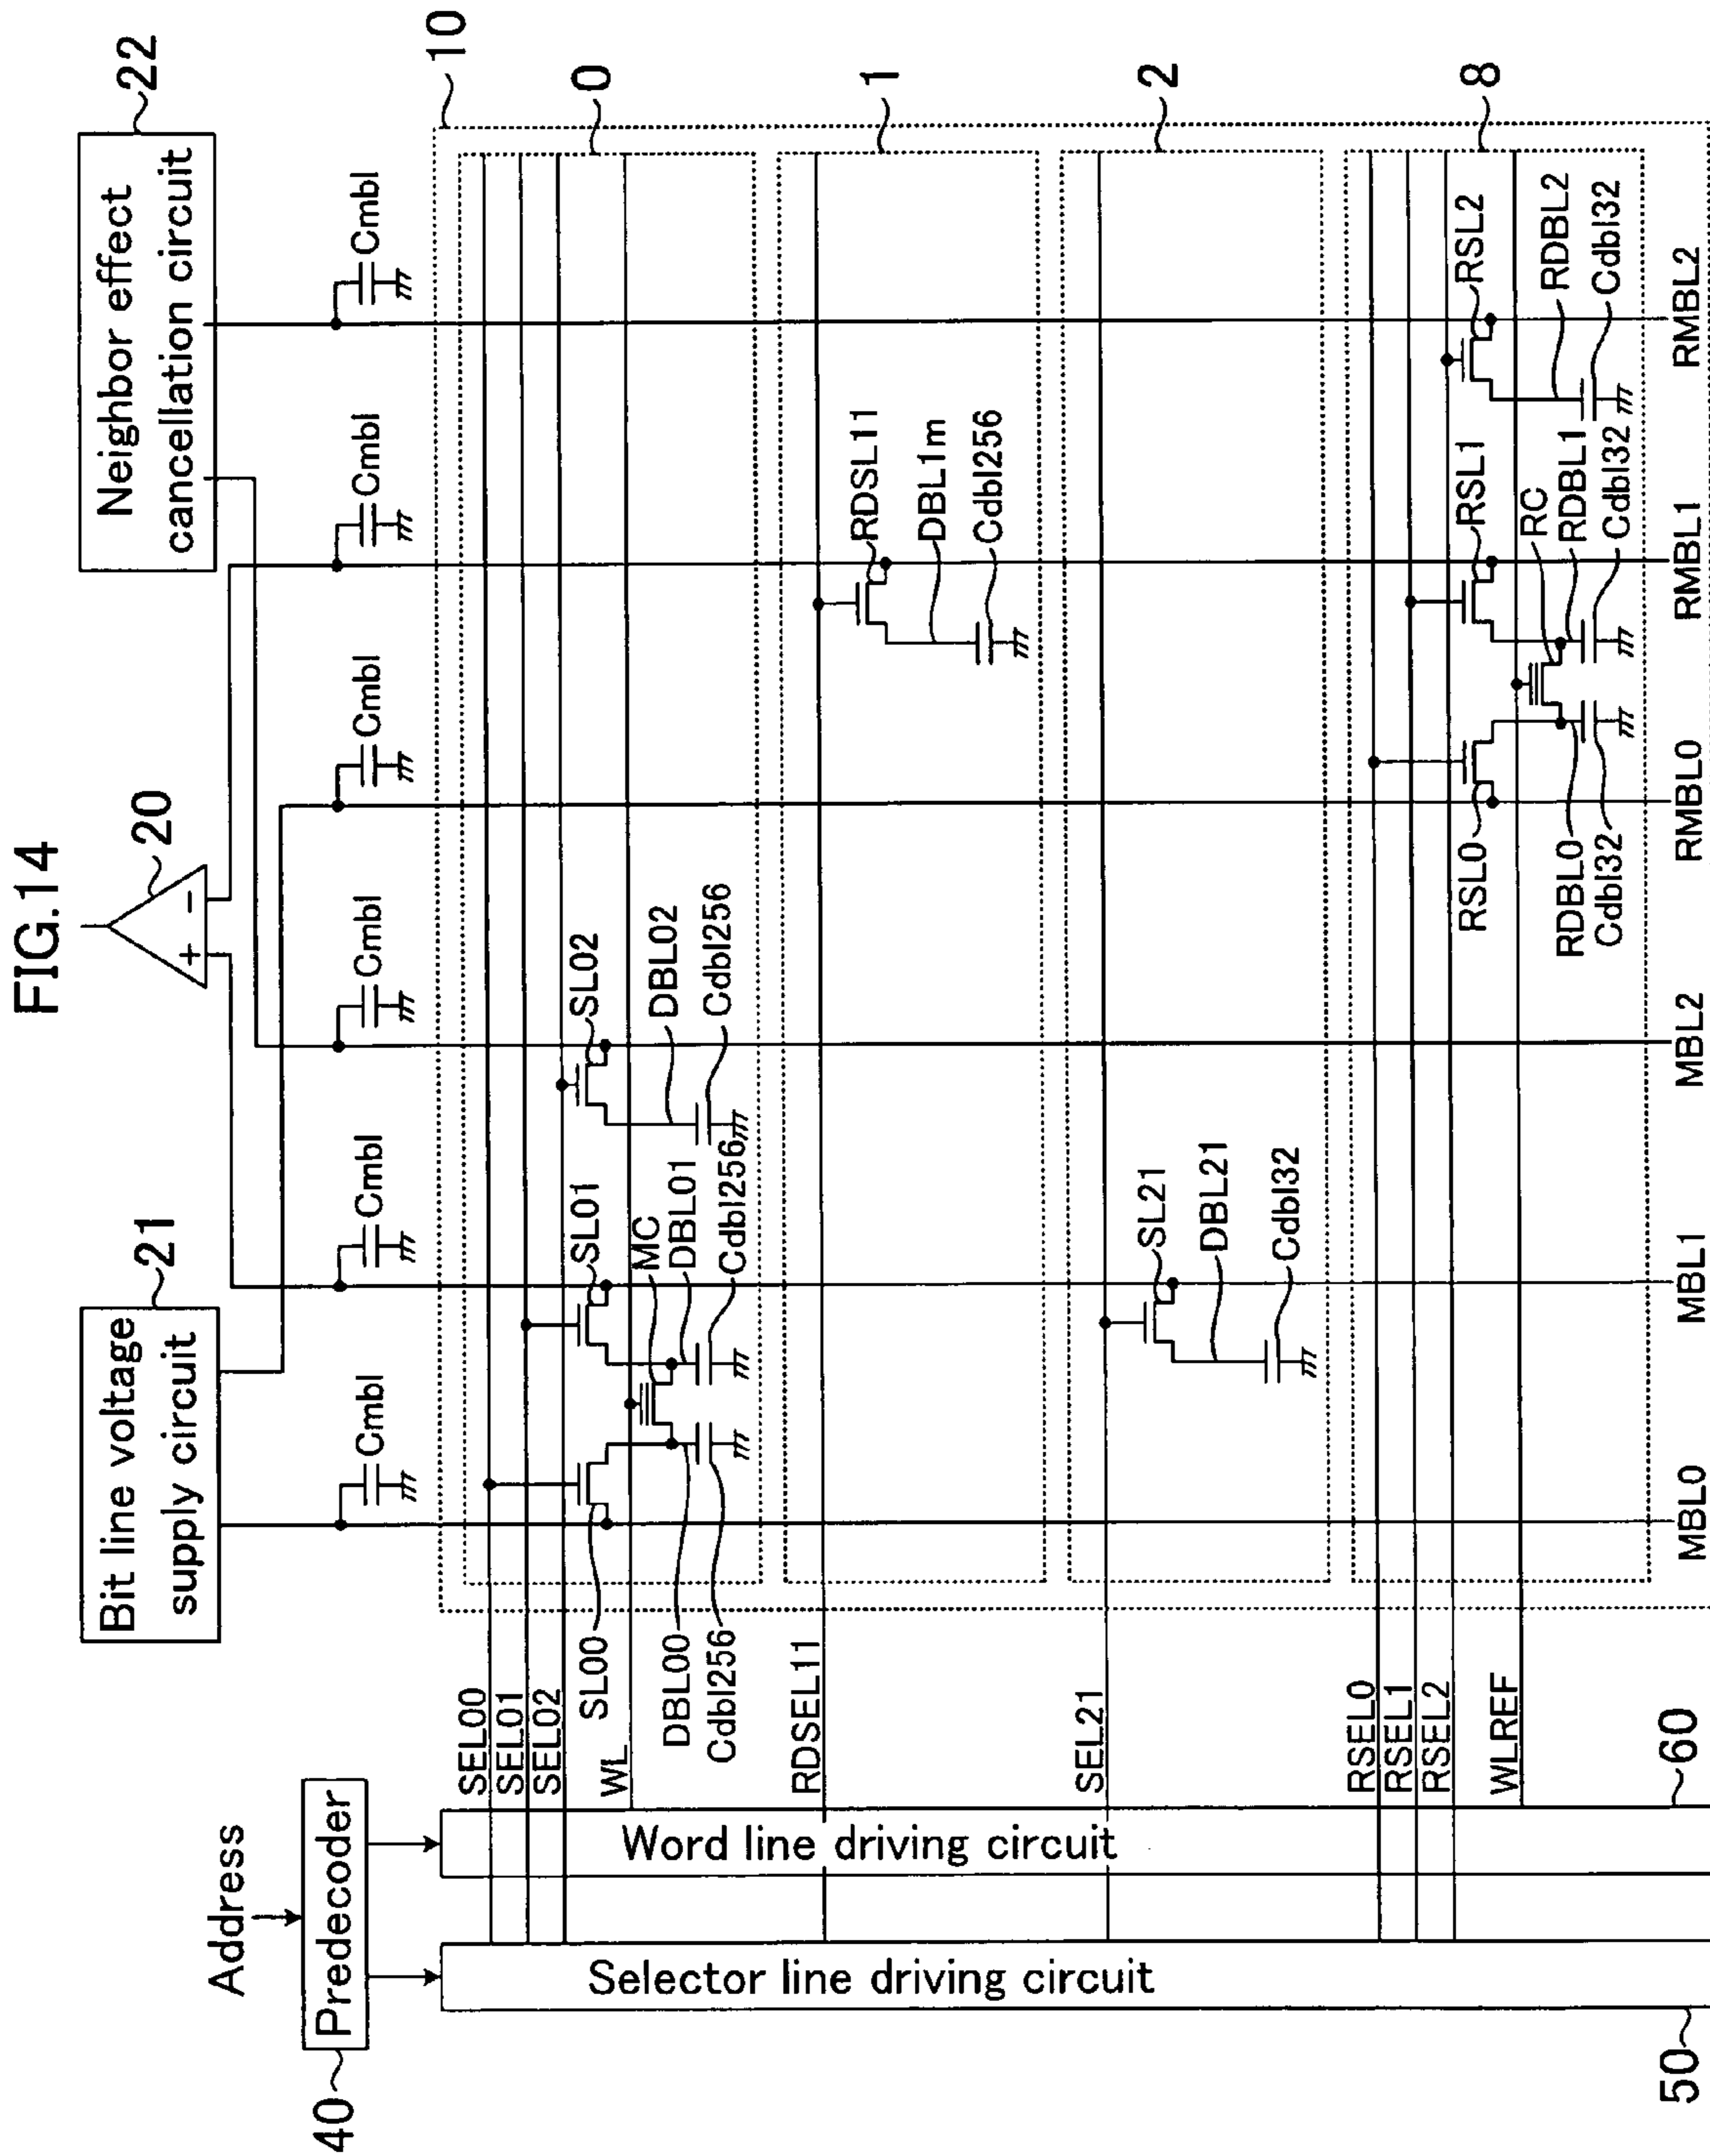 FIG.14
Bit line voltage
supply circuit
21
20
+
−
Neighbor effect
cancellation circuit
22
Address
40
Predecoder
Cmbl
Cmbl
Cmbl
Cmbl
Cmbl
Cmbl
10
SEL00
SEL01
SEL02
WL
SL00
DBL00
Cdbl256
SL01
MC
DBL01
Cdbl256
SL02
DBL02
Cdbl256
0
RDSEL11
RDSL11
DBL1m
Cdbl256
1
SEL21
SL21
DBL21
Cdbl32
2
RSEL0
RSEL1
RSEL2
WLREF
RSL0
RDBL0
Cdbl32
RSL1
RC
RDBL1
Cdbl32
RSL2
RDBL2
Cdbl32
8
Word line driving circuit
60
Selector line driving circuit
50
MBL0
MBL1
MBL2
RMBL0
RMBL1
RMBL2